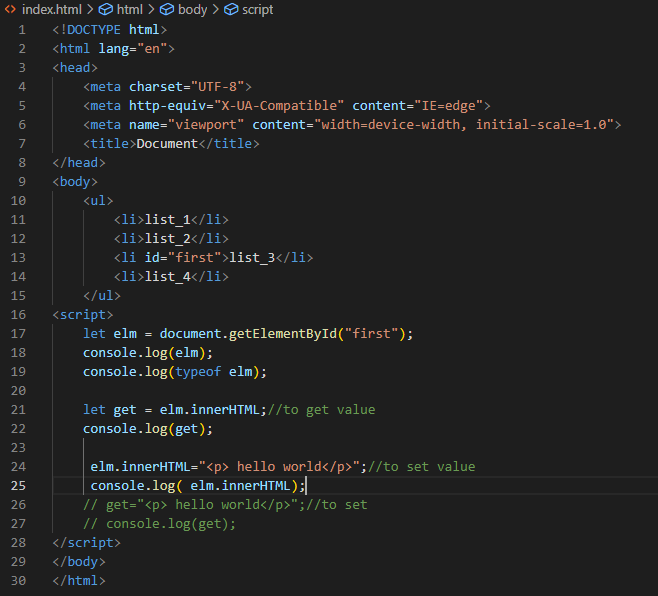 index.html > html > body > script
1 <!DOCTYPE html>
2 <html lang="en">
3 <head>
4     <meta charset="UTF-8">
5     <meta http-equiv="X-UA-Compatible" content="IE=edge">
6     <meta name="viewport" content="width=device-width, initial-scale=1.0">
7     <title>Document</title>
8 </head>
9 <body>
10     <ul>
11         <li>list_1</li>
12         <li>list_2</li>
13         <li id="first">list_3</li>
14         <li>list_4</li>
15     </ul>
16 <script>
17     let elm = document.getElementById("first");
18     console.log(elm);
19     console.log(typeof elm);
20
21     let get = elm.innerHTML;//to get value
22     console.log(get);
23
24      elm.innerHTML="<p> hello world</p>";//to set value
25      console.log( elm.innerHTML);
26     // get="<p> hello world</p>";//to set
27     // console.log(get);
28 </script>
29 </body>
30 </html>